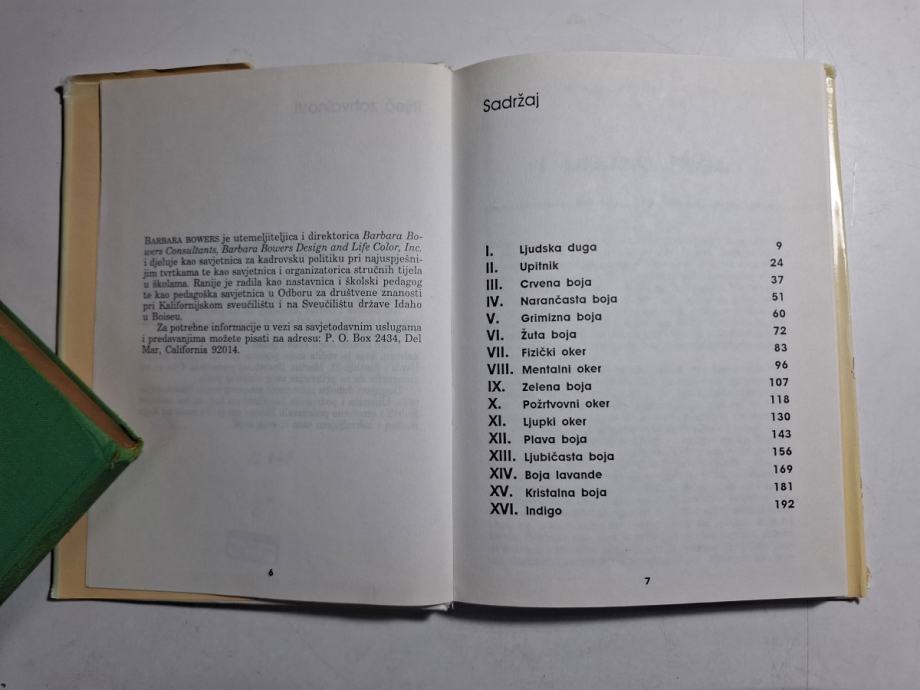 BARBARA BOWERS je utemeljiteljica i direktorica Barbara Bo-
wers Consultants, Barbara Bowers Design and Life Color, Inc.
i djeluje kao savjetnica za kadrovsku politiku pri najuspješni-
jim tvrtkama te kao savjetnica i organizatorica stručnih tijela
u školama. Ranije je radila kao nastavnica i školski pedagog
te kao pedagoška savjetnica u Odboru za društvene znanosti
pri Kalifornijskom sveučilištu i na Sveučilištu države Idaho
u Boiseu.
Za potrebne informacije u vezi sa savjetodavnim uslugama
i predavanjima možete pisati na adresu: P. O. Box 2434, Del
Mar, California 92014.
6
Sadržaj
I. Ljudska duga 9
II. Upitnik 24
III. Crvena boja 37
IV. Narančasta boja 51
V. Grimizna boja 60
VI. Žuta boja 72
VII. Fizički oker 83
VIII. Mentalni oker 96
IX. Zelena boja 107
X. Požrtvovni oker 118
XI. Ljupki oker 130
XII. Plava boja 143
XIII. Ljubičasta boja 156
XIV. Boja lavande 169
XV. Kristalna boja 181
XVI. Indigo 192
7